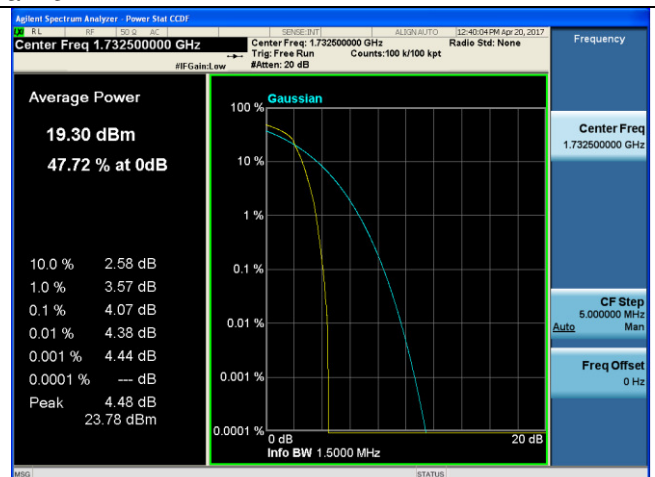 Agilent Spectrum Analyzer - Power Stat CCDF
RL RF 50 Ω AC SENSE:INT ALIGN AUTO 12:40:04 PM Apr 20, 2017
Center Freq 1.732500000 GHz
Center Freq: 1.732500000 GHz Radio Std: None
Trig: Free Run Counts:100 k/100 kpt
#IFGain:Low #Atten: 20 dB
Frequency
Average Power
19.30 dBm
47.72 % at 0dB
10.0 % 2.58 dB
1.0 % 3.57 dB
0.1 % 4.07 dB
0.01 % 4.38 dB
0.001 % 4.44 dB
0.0001 % --- dB
Peak 4.48 dB
23.78 dBm
Gaussian
100 %
10 %
1 %
0.1 %
0.01 %
0.001 %
0.0001 %
0 dB 20 dB
Info BW 1.5000 MHz
Center Freq
1.732500000 GHz
CF Step
5.000000 MHz
Auto Man
Freq Offset
0 Hz
MSG STATUS